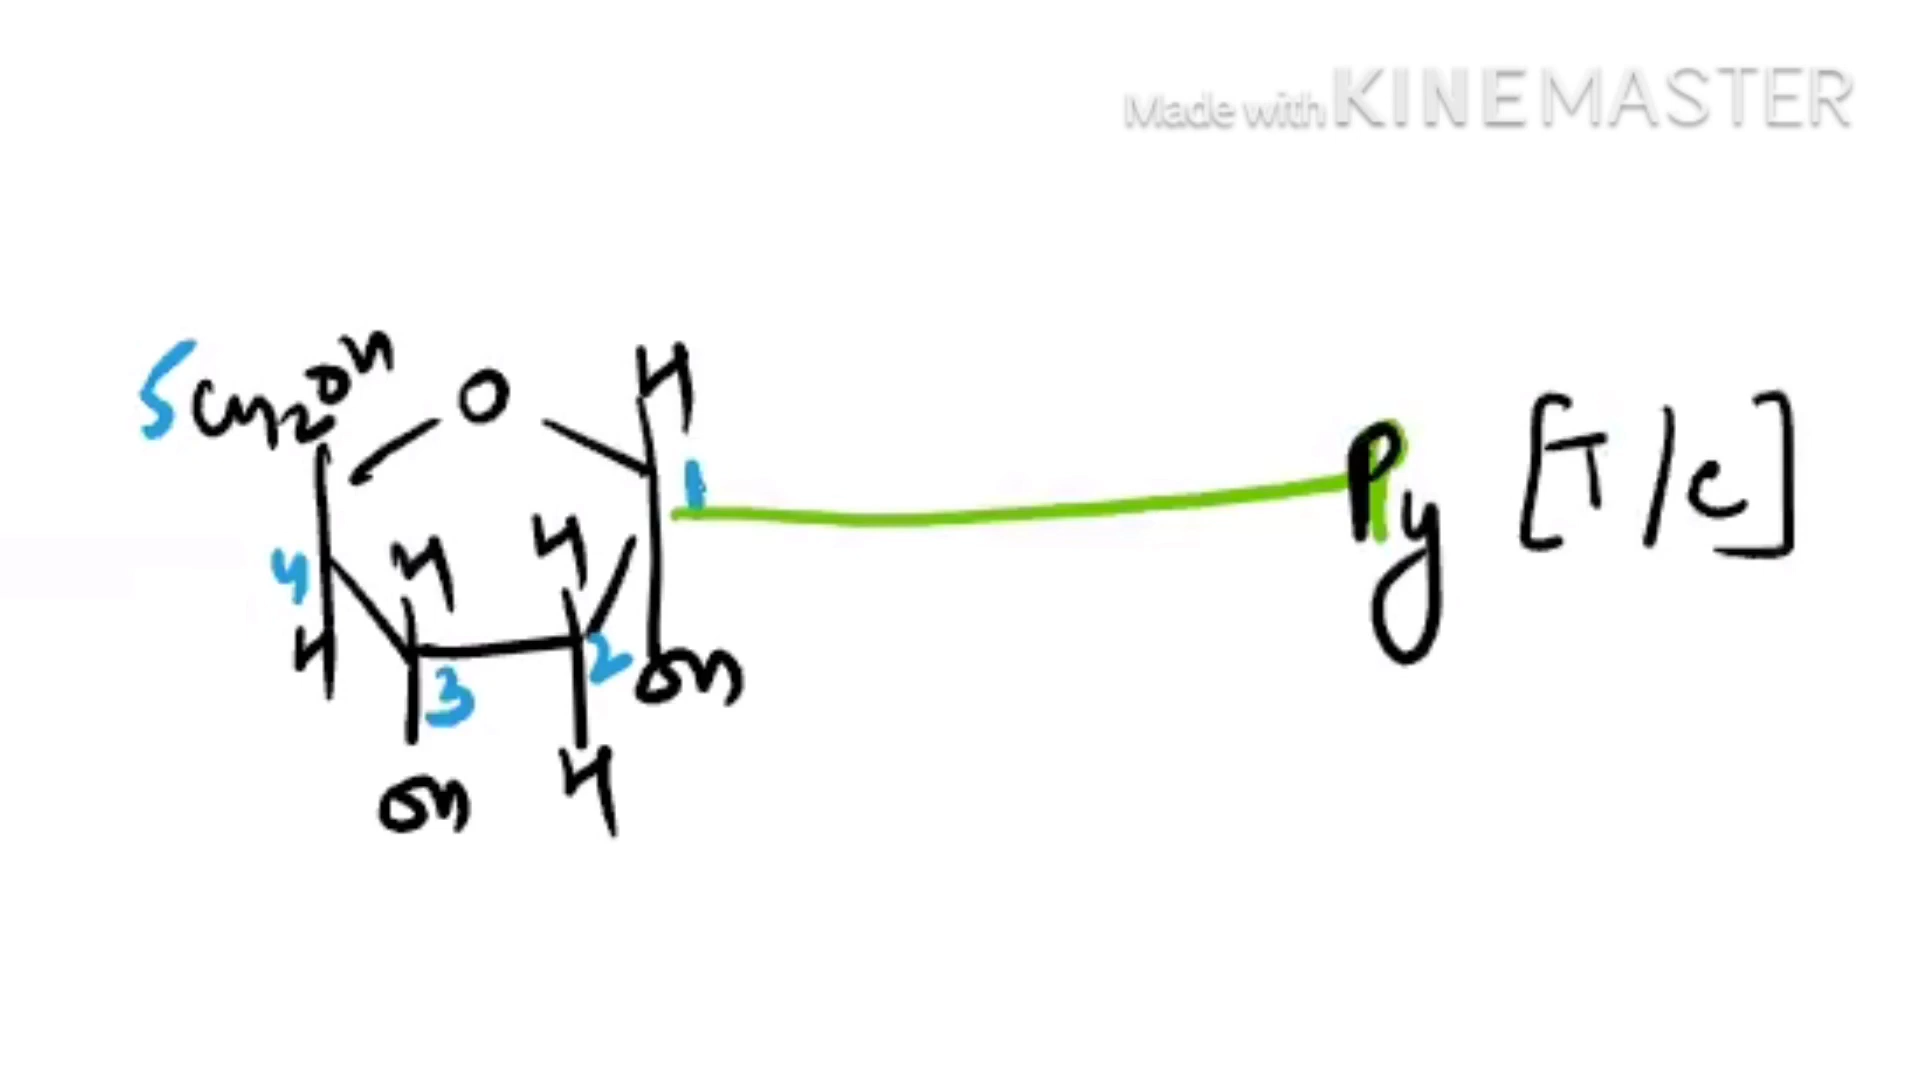 Made with KINEMASTER
5 CH2OH O H
1 Py [T/C]
4 H H
H 3 2 OH
OH H